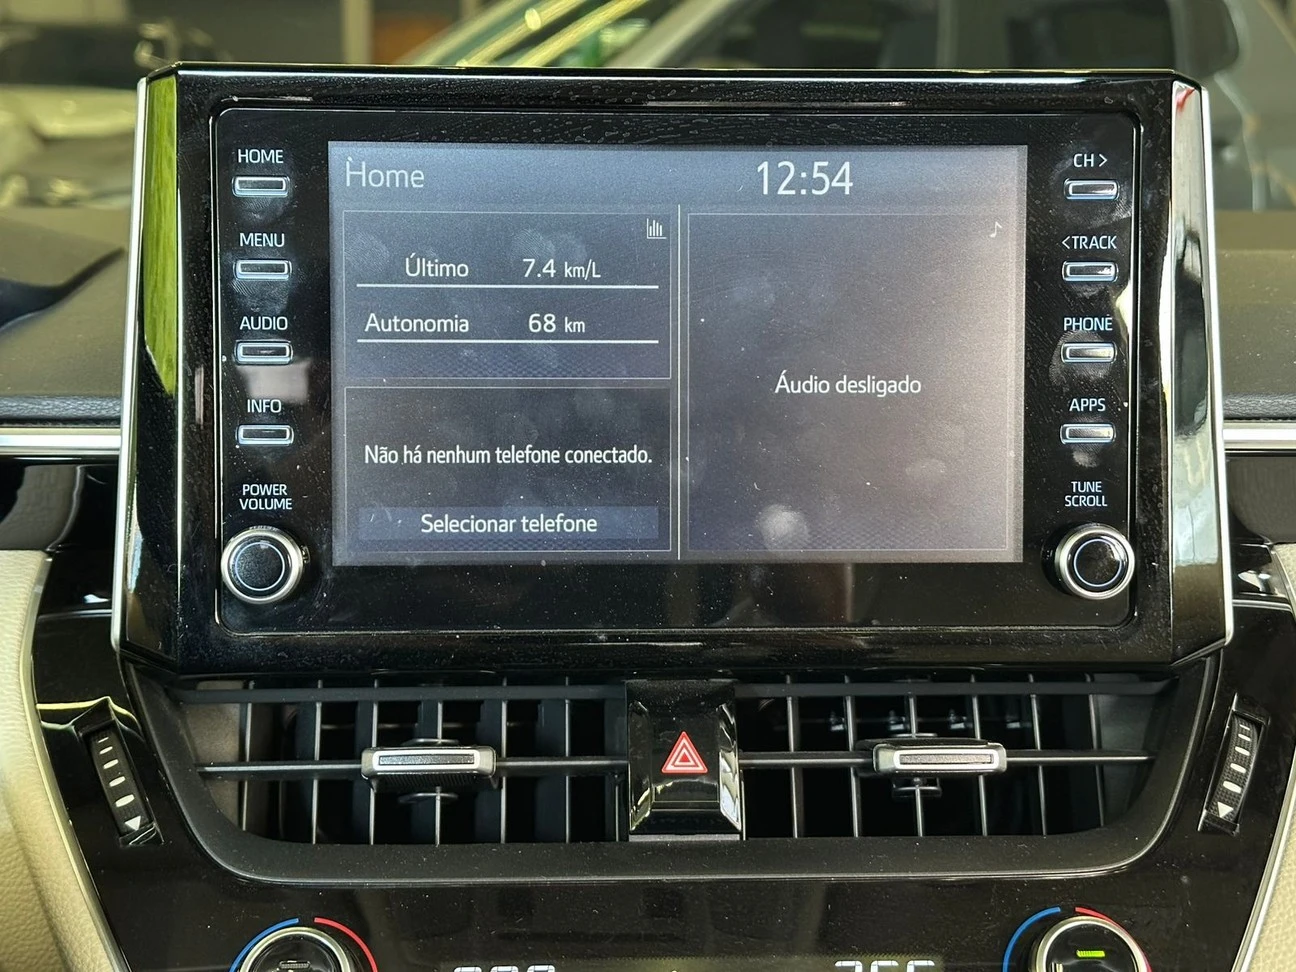 HOME
MENU
AUDIO
INFO
POWER
VOLUME
Home
12:54
Último 7.4 km/L
Autonomia 68 km
Não há nenhum telefone conectado.
Selecionar telefone
Áudio desligado
CH >
< TRACK
PHONE
APPS
TUNE
SCROLL